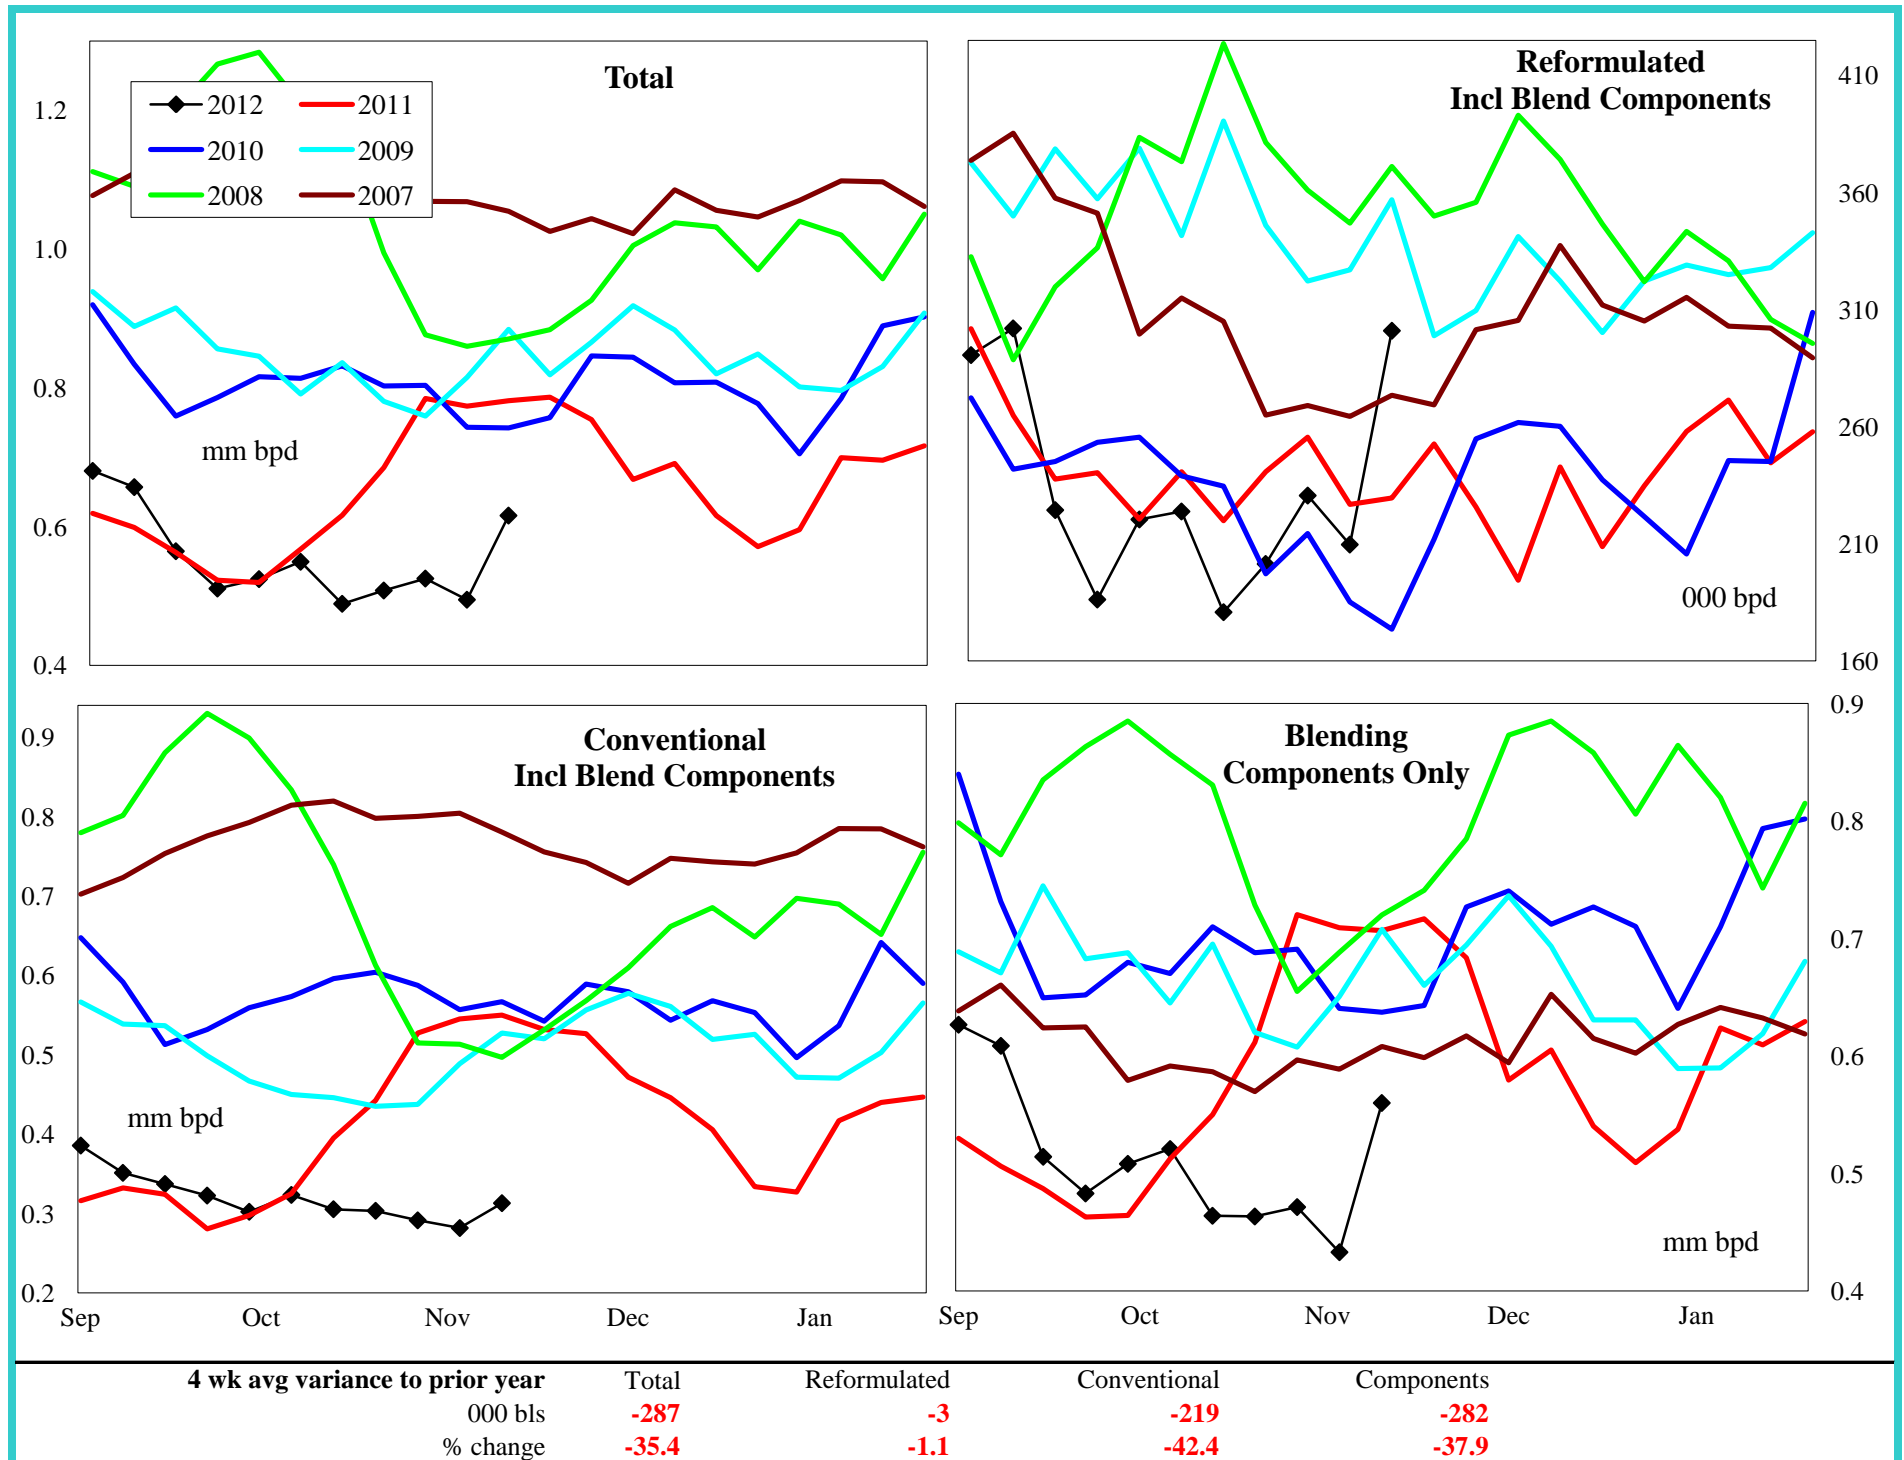 Total
1.2
1.0
0.8
0.6
0.4
2012 2011
2010 2009
2008 2007
mm bpd
Reformulated
Incl Blend Components
410
360
310
260
210
160
000 bpd
Conventional
Incl Blend Components
0.9
0.8
0.7
0.6
0.5
0.4
0.3
0.2
mm bpd
Sep Oct Nov Dec Jan
Blending
Components Only
0.9
0.8
0.7
0.6
0.5
0.4
mm bpd
Sep Oct Nov Dec Jan
4 wk avg variance to prior year Total Reformulated Conventional Components
000 bls -287 -3 -219 -282
% change -35.4 -1.1 -42.4 -37.9